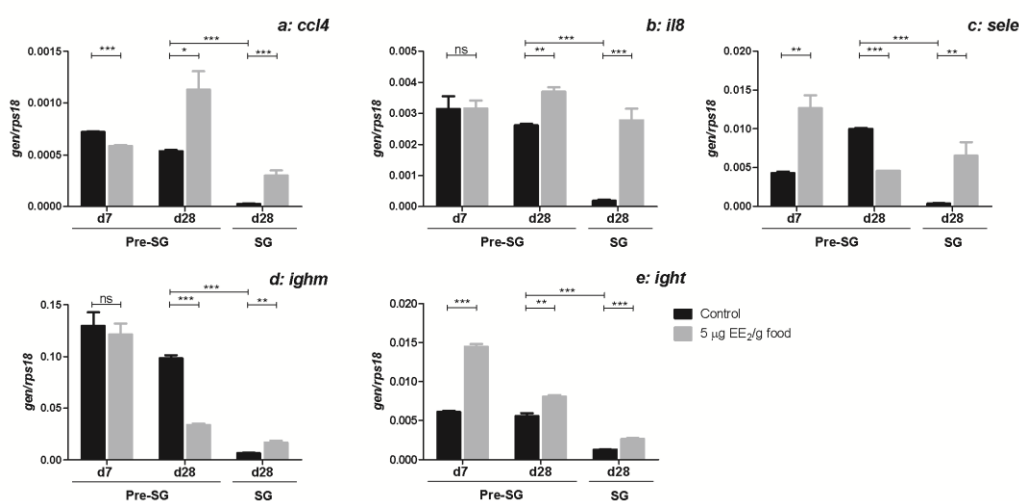 a: ccl4
***
***
*
***
0.0015
0.0010
0.0005
0.0000
gen/rps18
d7
d28
d28
Pre-SG
SG
b: il8
***
ns
**
***
0.005
0.004
0.003
0.002
0.001
0.000
gen/rps18
d7
d28
d28
Pre-SG
SG
c: sele
***
**
***
**
0.020
0.015
0.010
0.005
0.000
gen/rps18
d7
d28
d28
Pre-SG
SG
d: ighm
***
ns
***
**
0.15
0.10
0.05
0.00
gen/rps18
d7
d28
d28
Pre-SG
SG
e: ight
***
***
**
***
0.020
0.015
0.010
0.005
0.000
gen/rps18
d7
d28
d28
Pre-SG
SG
Control
5 µg EE₂/g food